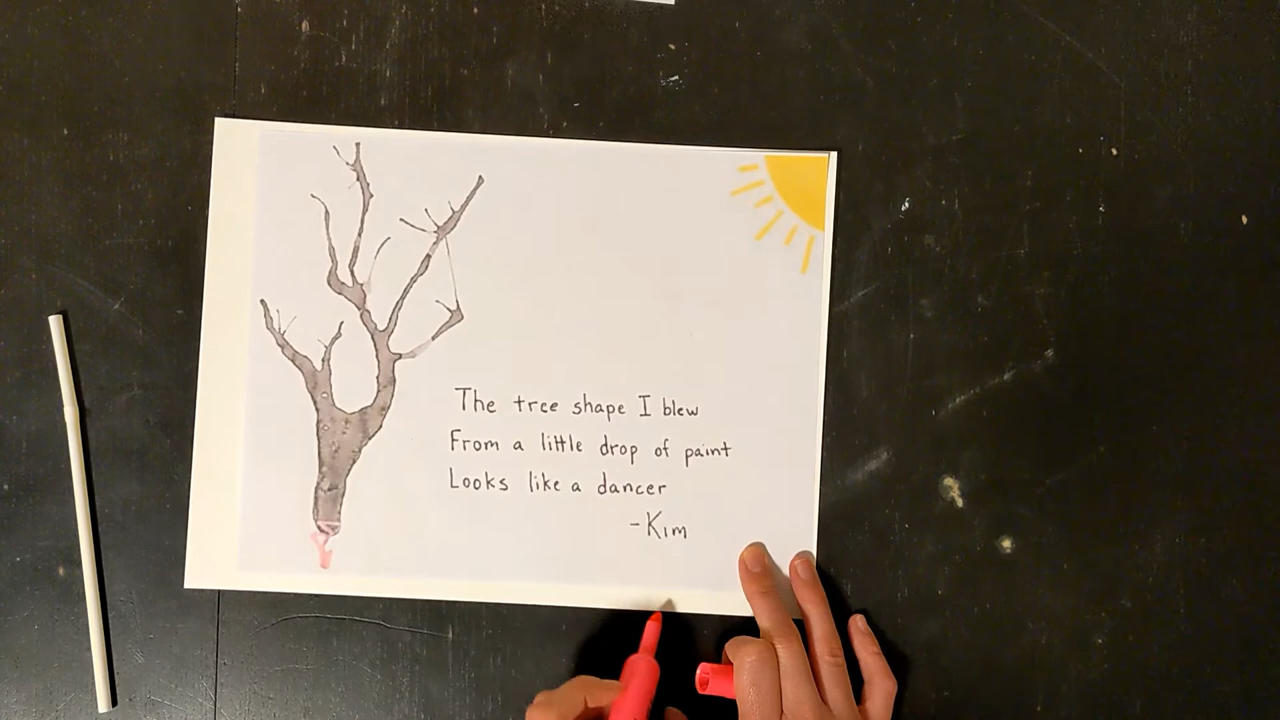 The tree shape I blew
From a little drop of paint
Looks like a dancer
-Kim